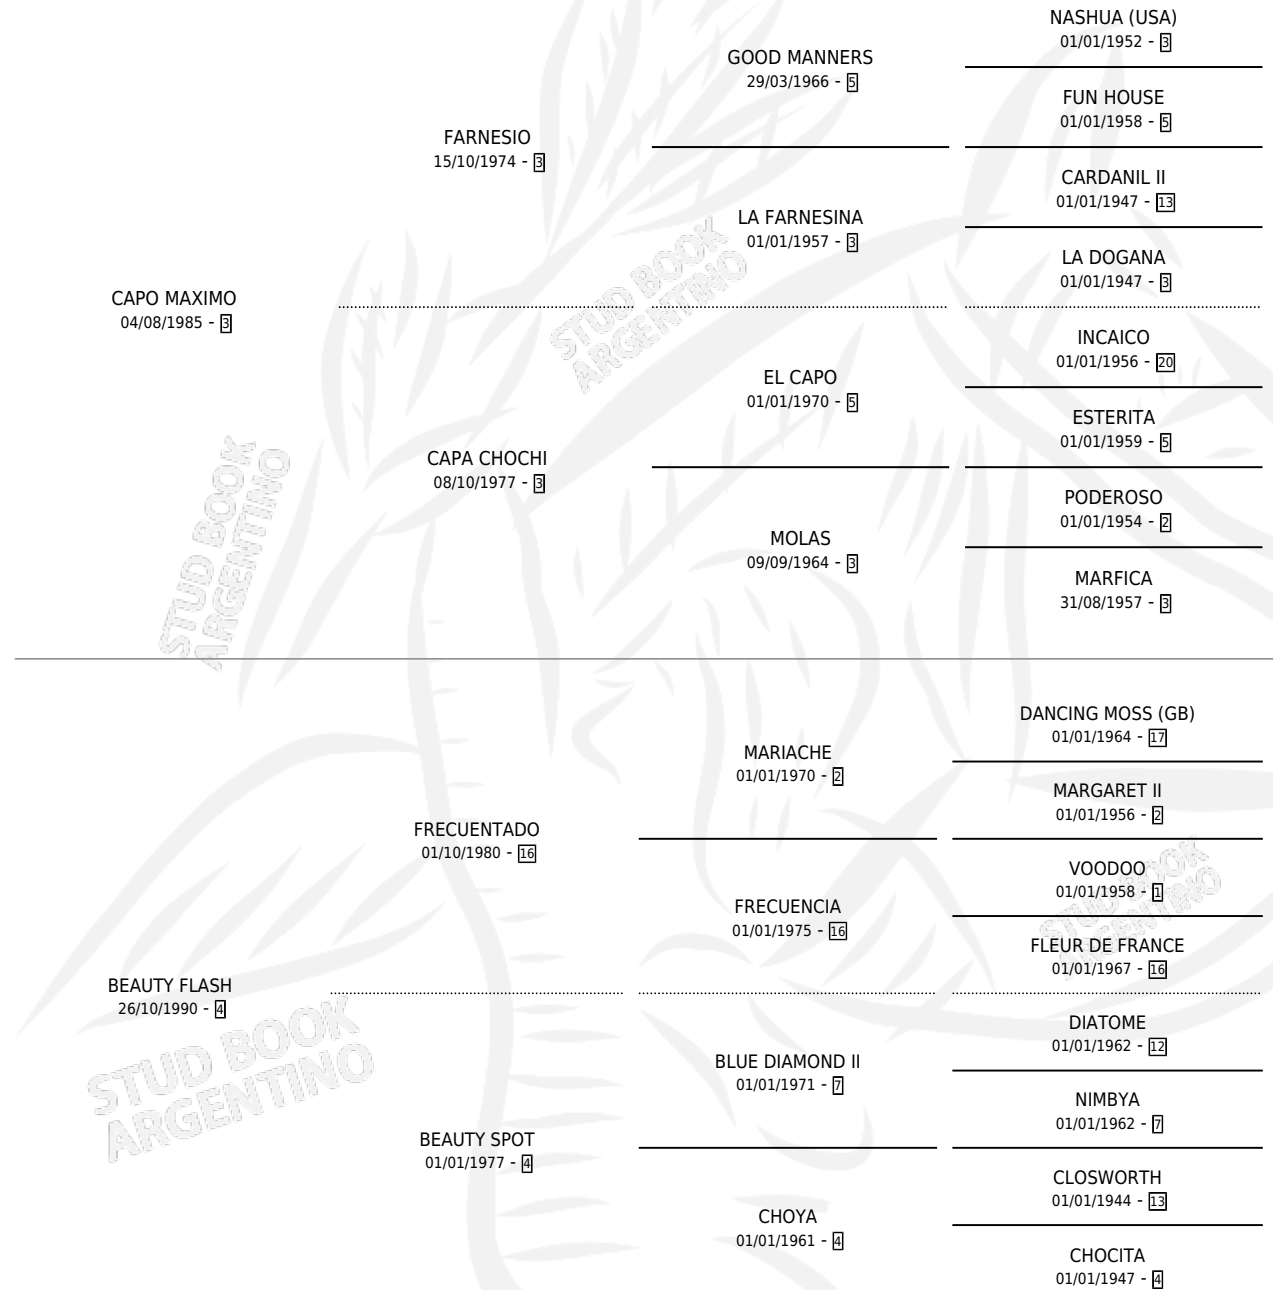 NASHUA (USA)
01/01/1952 - 3
GOOD MANNERS
29/03/1966 - 5
FUN HOUSE
01/01/1958 - 5
FARNESIO
15/10/1974 - 3
CARDANIL II
01/01/1947 - 13
LA FARNESINA
01/01/1957 - 3
LA DOGANA
01/01/1947 - 3
CAPO MAXIMO
04/08/1985 - 3
INCAICO
01/01/1956 - 20
EL CAPO
01/01/1970 - 5
ESTERITA
01/01/1959 - 5
CAPA CHOCHI
08/10/1977 - 3
PODEROSO
01/01/1954 - 2
MOLAS
09/09/1964 - 3
MARFICA
31/08/1957 - 3
STUD BOOK
ARGENTINO
STUD BOOK
ARGENTINO
DANCING MOSS (GB)
01/01/1964 - 17
MARIACHE
01/01/1970 - 2
MARGARET II
01/01/1956 - 2
FRECUENTADO
01/10/1980 - 16
VOODOO
01/01/1958 - 1
FRECUENCIA
01/01/1975 - 16
FLEUR DE FRANCE
01/01/1967 - 16
BEAUTY FLASH
26/10/1990 - 4
DIATOME
01/01/1962 - 12
BLUE DIAMOND II
01/01/1971 - 7
NIMBYA
01/01/1962 - 7
BEAUTY SPOT
01/01/1977 - 4
CLOSWORTH
01/01/1944 - 13
CHOYA
01/01/1961 - 4
CHOCITA
01/01/1947 - 4
STUD BOOK
ARGENTINO
STUD BOOK
ARGENTINO